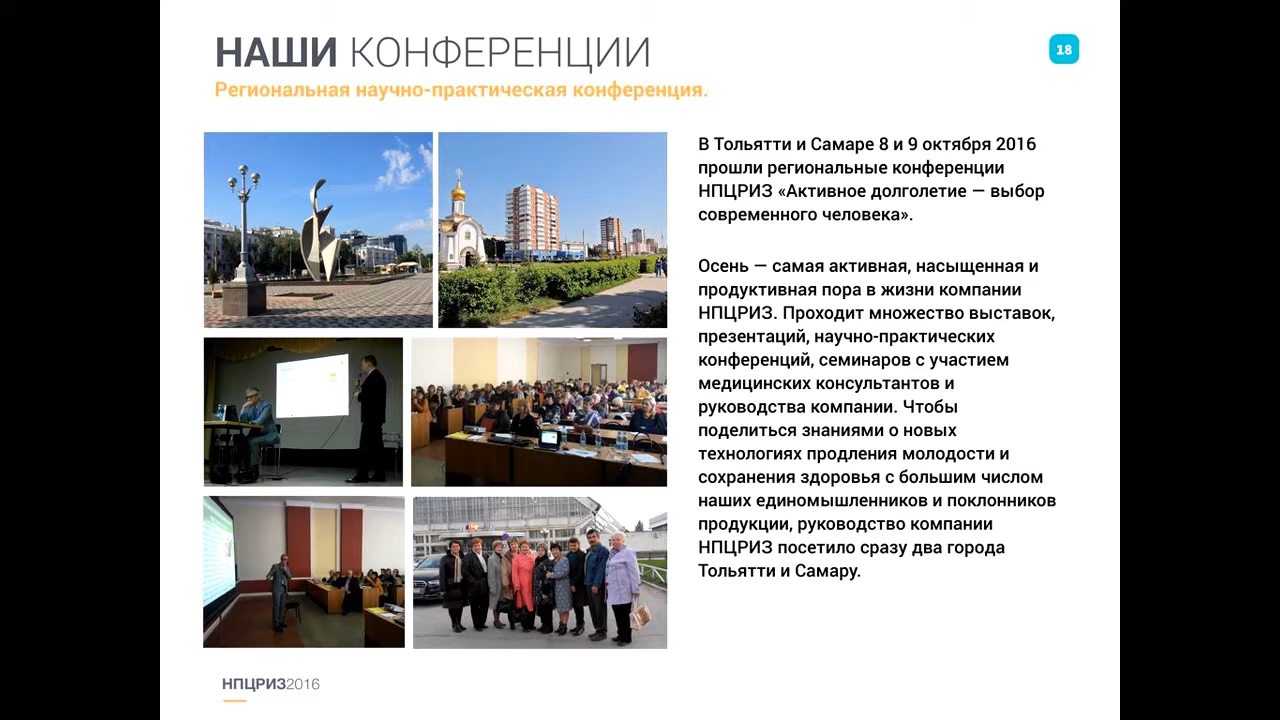 НАШИ КОНФЕРЕНЦИИ
18
Региональная научно-практическая конференция.
В Тольятти и Самаре 8 и 9 октября 2016
прошли региональные конференции
НПЦРИЗ «Активное долголетие — выбор
современного человека».
Осень — самая активная, насыщенная и
продуктивная пора в жизни компании
НПЦРИЗ. Проходит множество выставок,
презентаций, научно-практических
конференций, семинаров с участием
медицинских консультантов и
руководства компании. Чтобы
поделиться знаниями о новых
технологиях продления молодости и
сохранения здоровья с большим числом
наших единомышленников и поклонников
продукции, руководство компании
НПЦРИЗ посетило сразу два города
Тольятти и Самару.
НПЦРИЗ2016